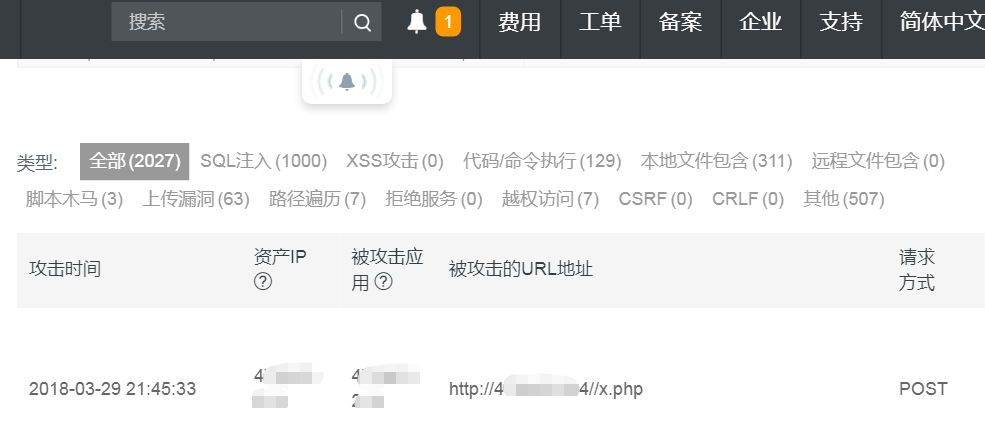 搜索 1 费用 工单 备案 企业 支持 简体中文
类型: 全部 (2027) SQL注入 (1000) XSS攻击 (0) 代码/命令执行 (129) 本地文件包含 (311) 远程文件包含 (0)
脚本木马 (3) 上传漏洞 (63) 路径遍历 (7) 拒绝服务 (0) 越权访问 (7) CSRF (0) CRLF (0) 其他 (507)
攻击时间 资产IP ? 被攻击应用 ? 被攻击的URL地址 请求方式
2018-03-29 21:45:33 4 4 2 http://4 4//x.php POST